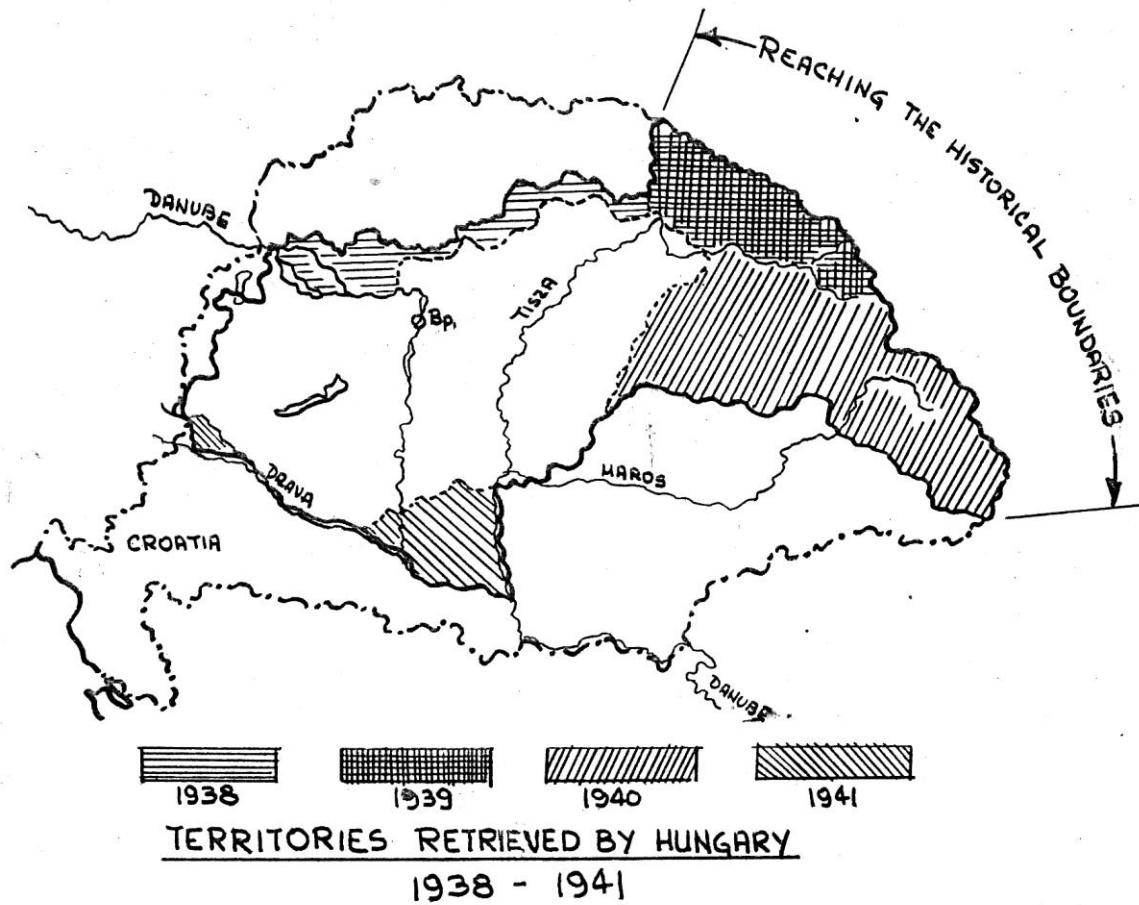 REACHING THE HISTORICAL BOUNDARIES
DANUBE
TISZA
Bp.
DRAVA
MAROS
CROATIA
DANUBE
1938
1939
1940
1941
TERRITORIES RETRIEVED BY HUNGARY
1938 - 1941